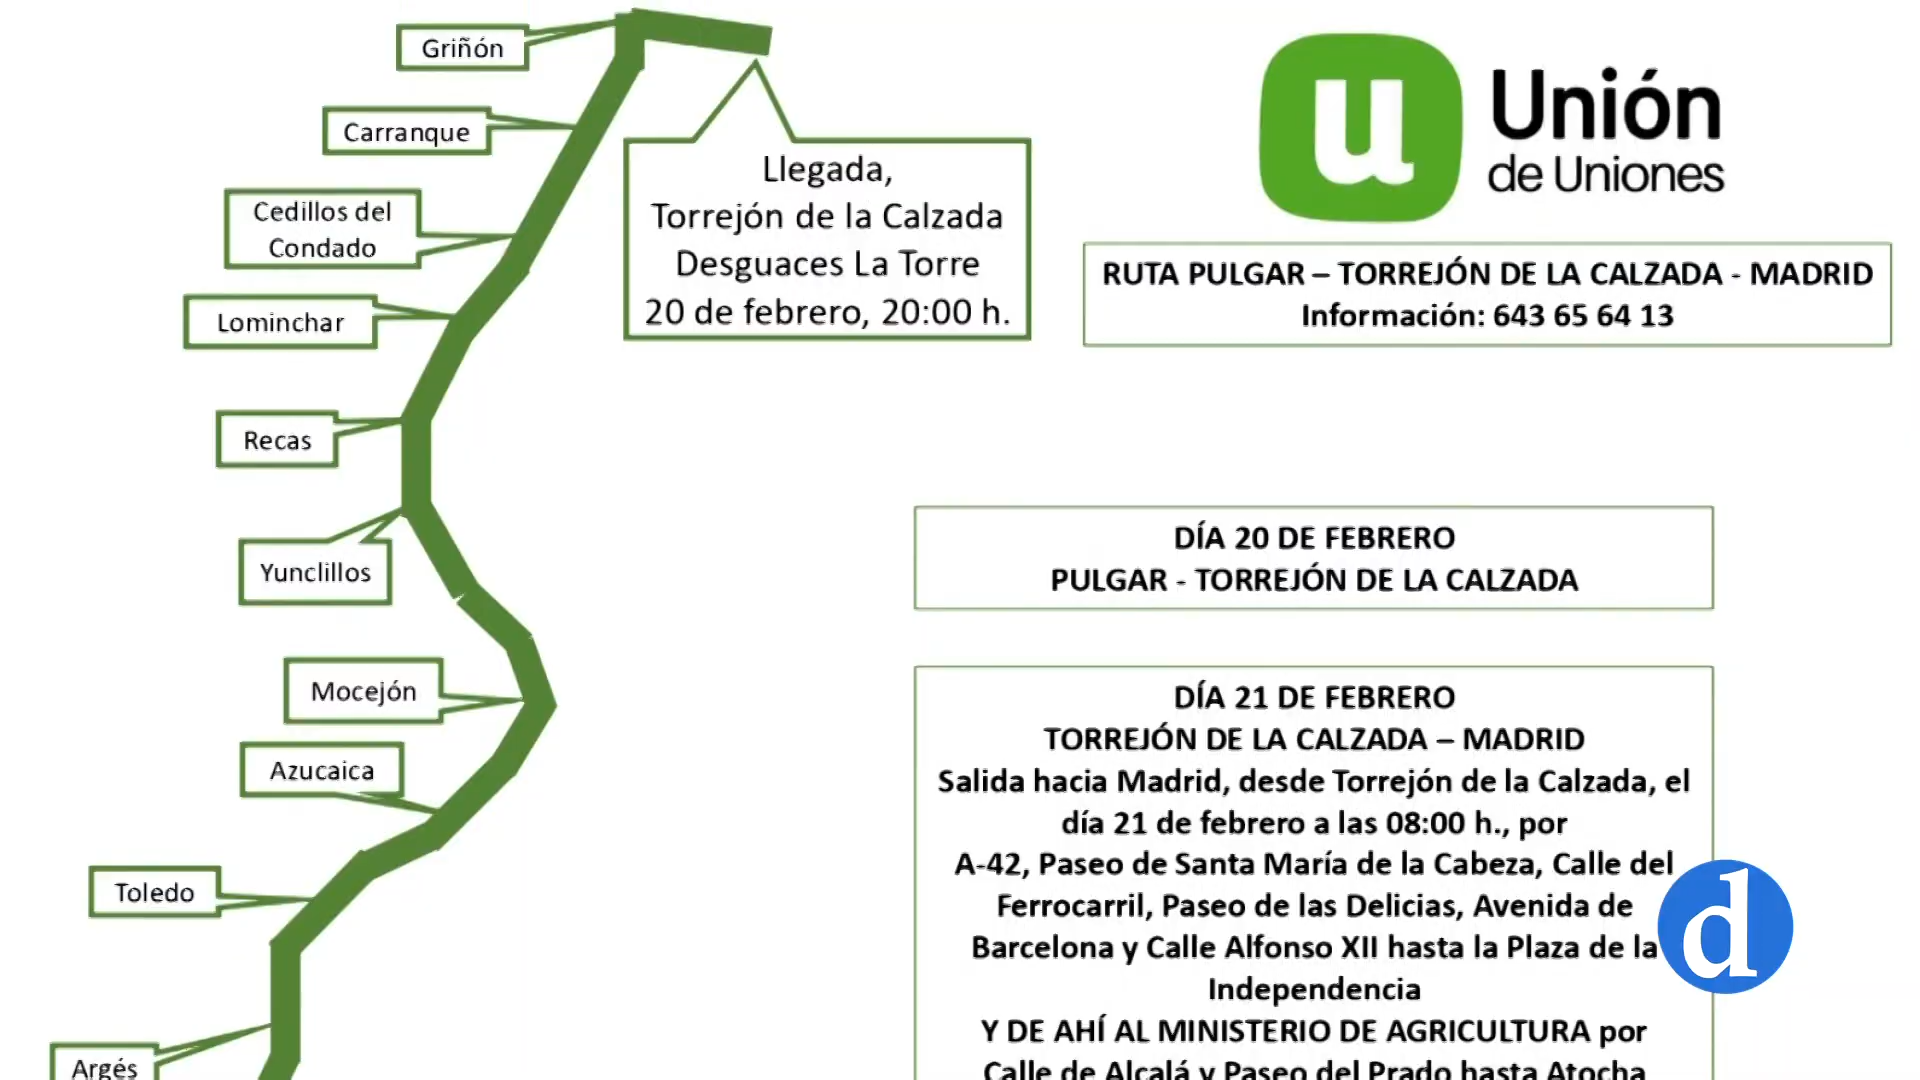 Griñón
Carranque
Cedillos del
Condado
Lominchar
Recas
Yunclillos
Mocejón
Azucaica
Toledo
Argés
Llegada,
Torrejón de la Calzada
Desguaces La Torre
20 de febrero, 20:00 h.
u
Unión
de Uniones
RUTA PULGAR – TORREJÓN DE LA CALZADA - MADRID
Información: 643 65 64 13
DÍA 20 DE FEBRERO
PULGAR - TORREJÓN DE LA CALZADA
DÍA 21 DE FEBRERO
TORREJÓN DE LA CALZADA – MADRID
Salida hacia Madrid, desde Torrejón de la Calzada, el
día 21 de febrero a las 08:00 h., por
A-42, Paseo de Santa María de la Cabeza, Calle del
Ferrocarril, Paseo de las Delicias, Avenida de
Barcelona y Calle Alfonso XII hasta la Plaza de la
Independencia
Y DE AHÍ AL MINISTERIO DE AGRICULTURA por
Calle de Alcalá y Paseo del Prado hasta Atocha
d